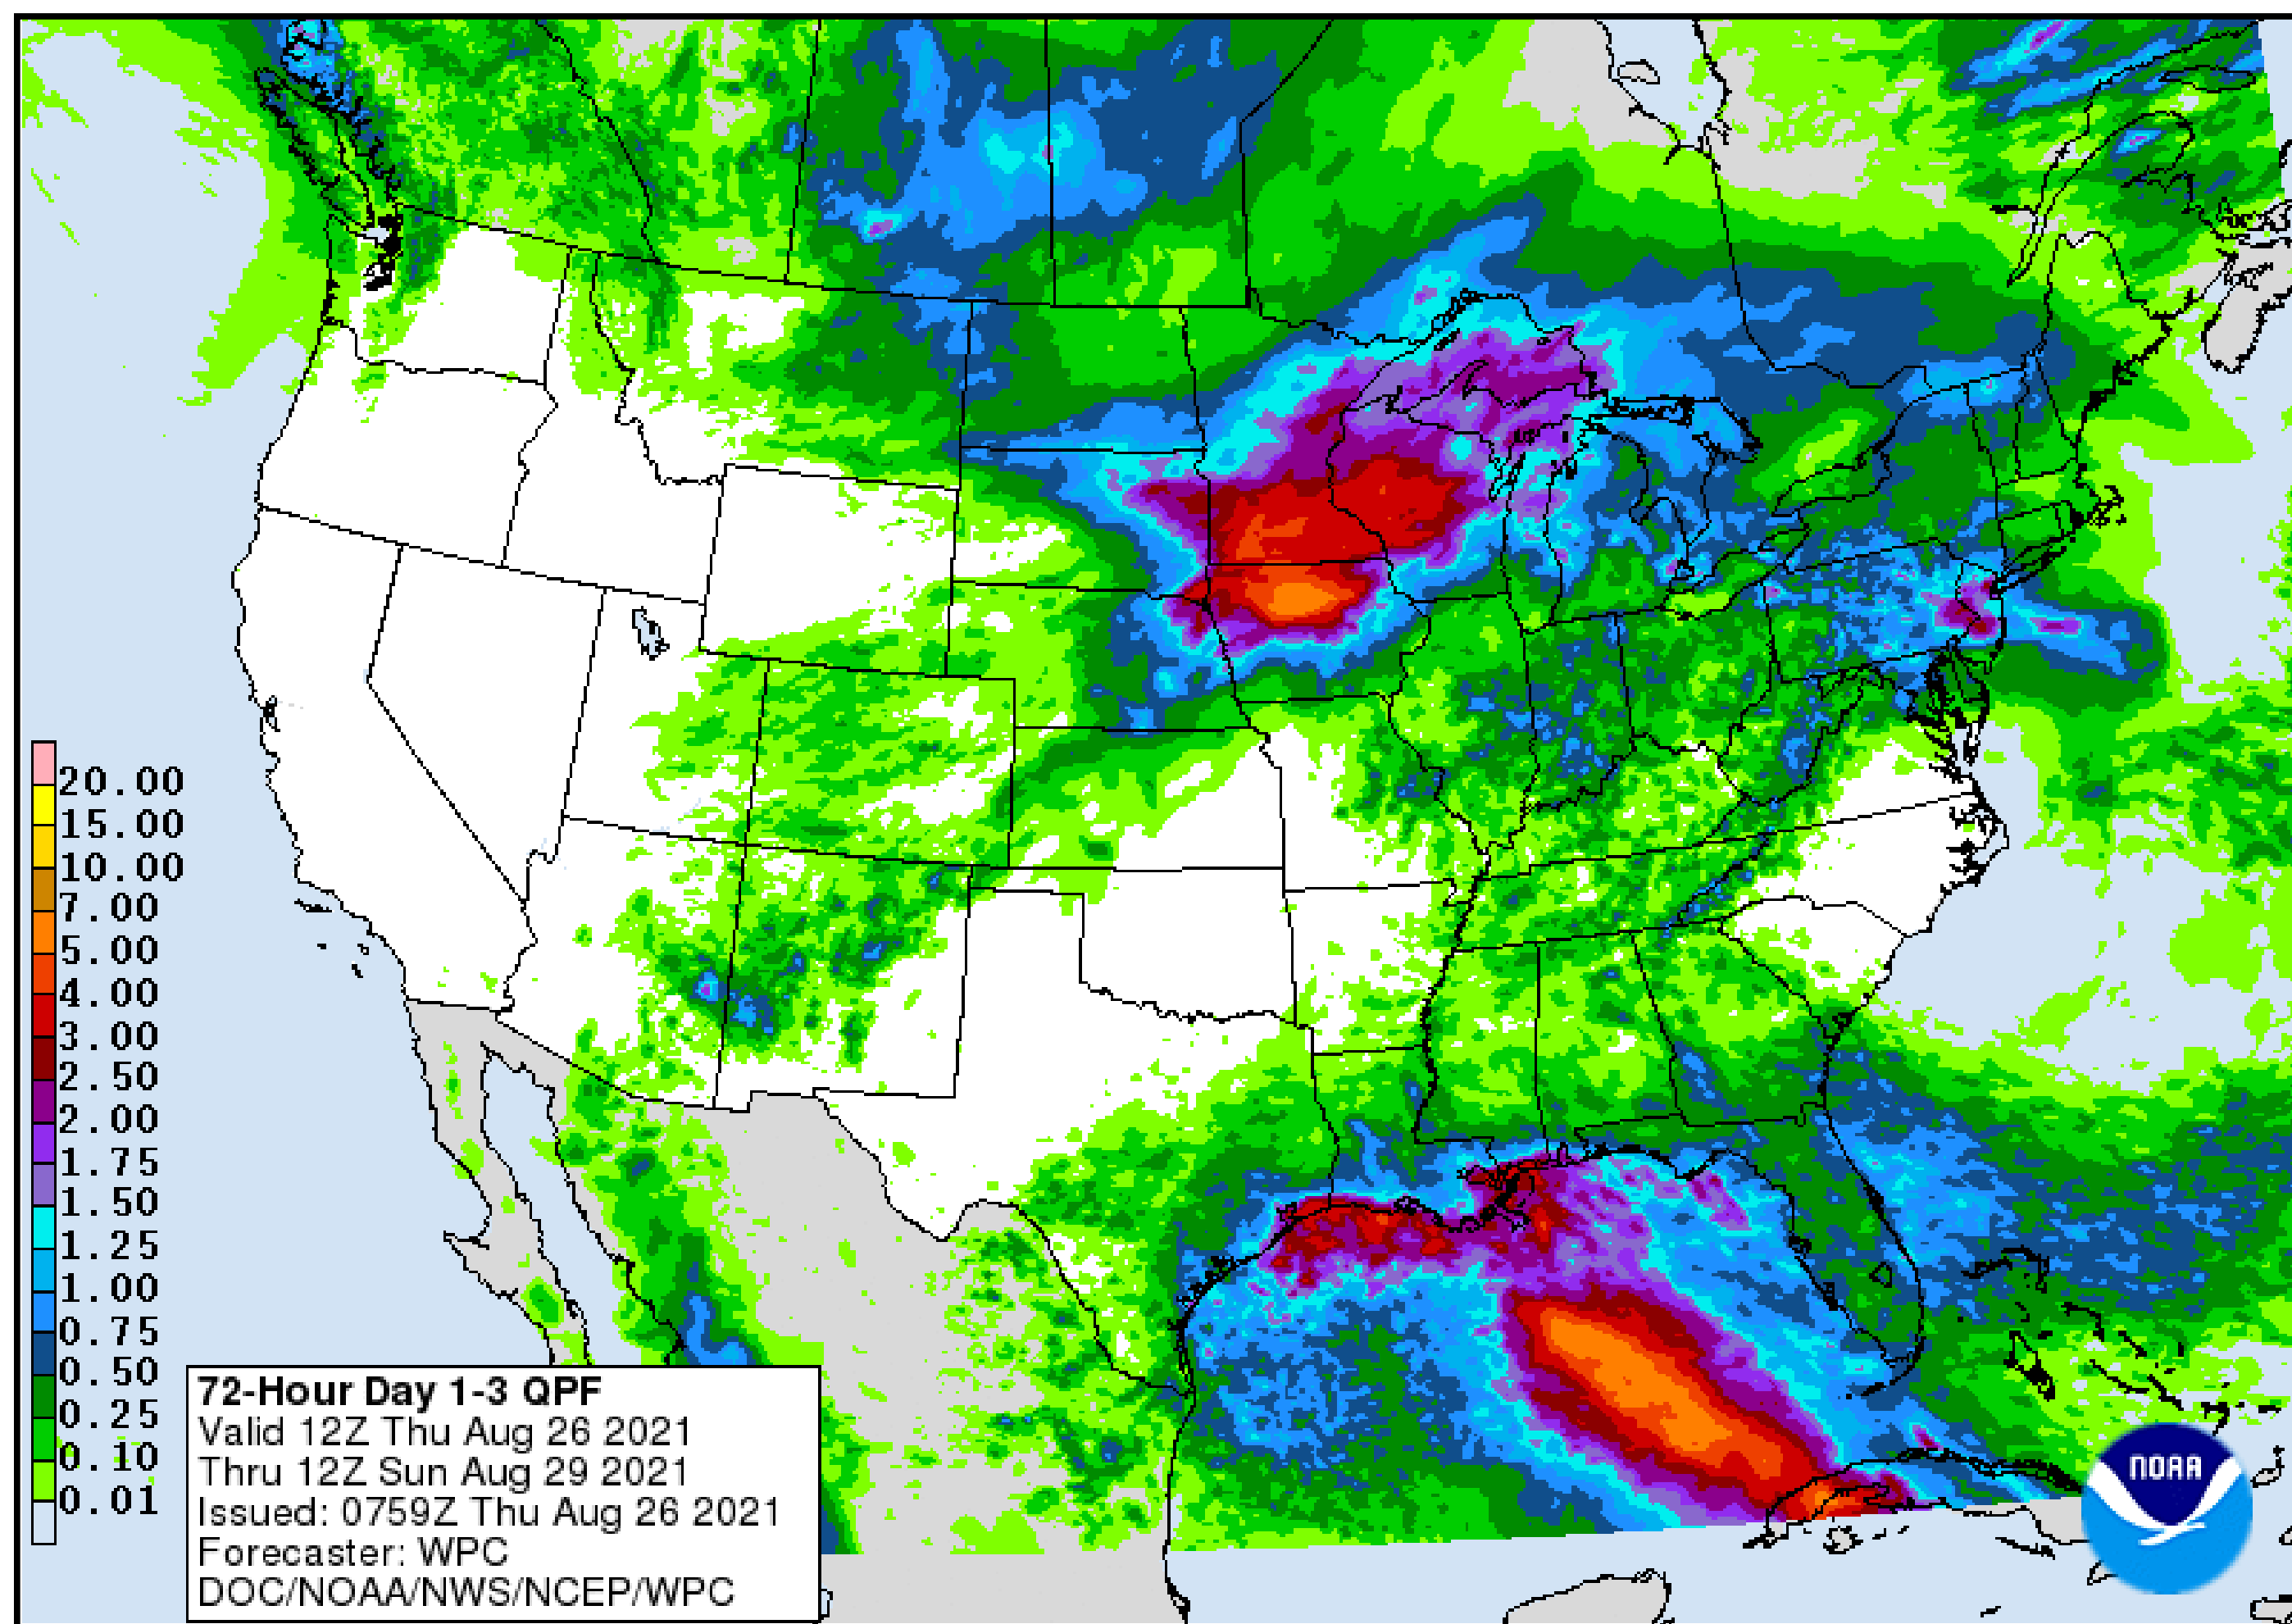 20.00
15.00
10.00
7.00
5.00
4.00
3.00
2.50
2.00
1.75
1.50
1.25
1.00
0.75
0.50
0.25
0.10
0.01
72-Hour Day 1-3 QPF
Valid 12Z Thu Aug 26 2021
Thru 12Z Sun Aug 29 2021
Issued: 0759Z Thu Aug 26 2021
Forecaster: WPC
DOC/NOAA/NWS/NCEP/WPC
NOAA